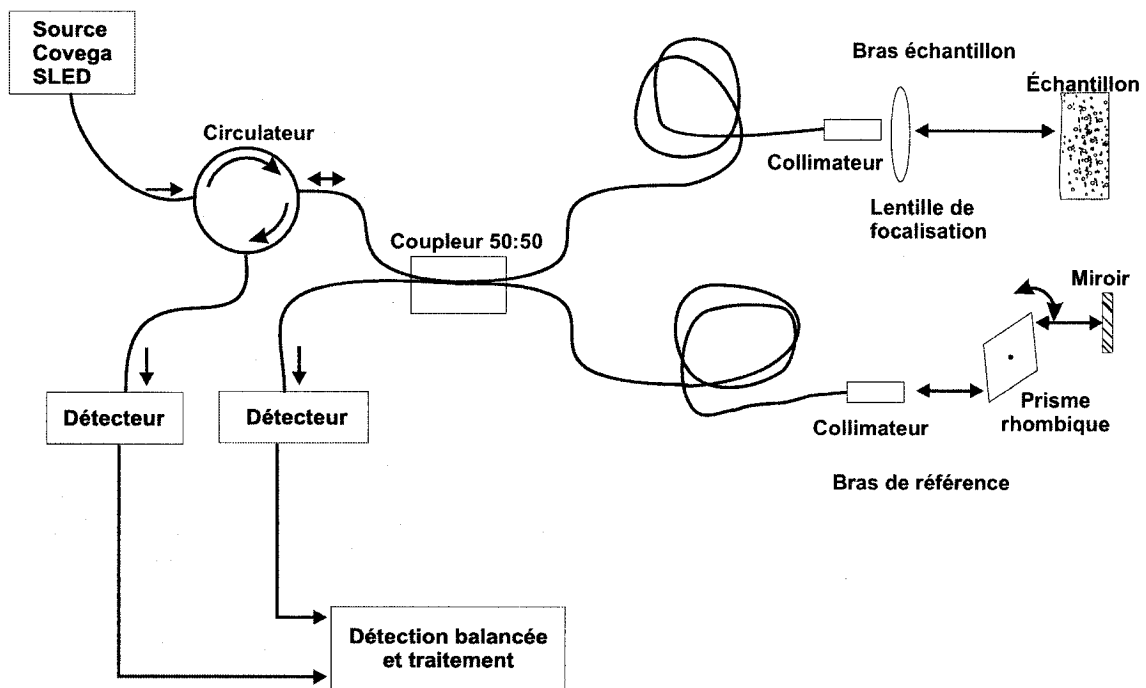 Source
Covega
SLED
Circulateur
Bras échantillon
Échantillon
Collimateur
Lentille de
focalisation
Coupleur 50:50
Miroir
Détecteur
Détecteur
Collimateur
Prisme
rhombique
Bras de référence
Détection balancée
et traitement